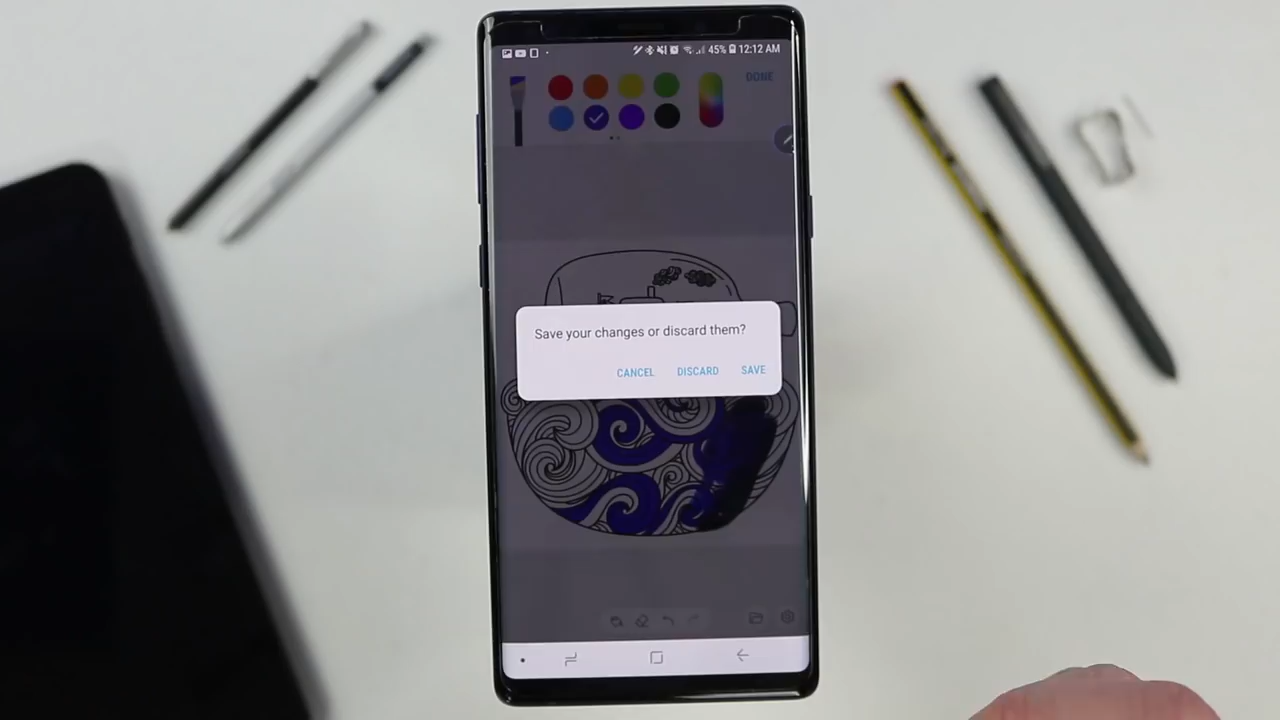 45% 12:12 AM
DONE
Save your changes or discard them?
CANCEL DISCARD SAVE